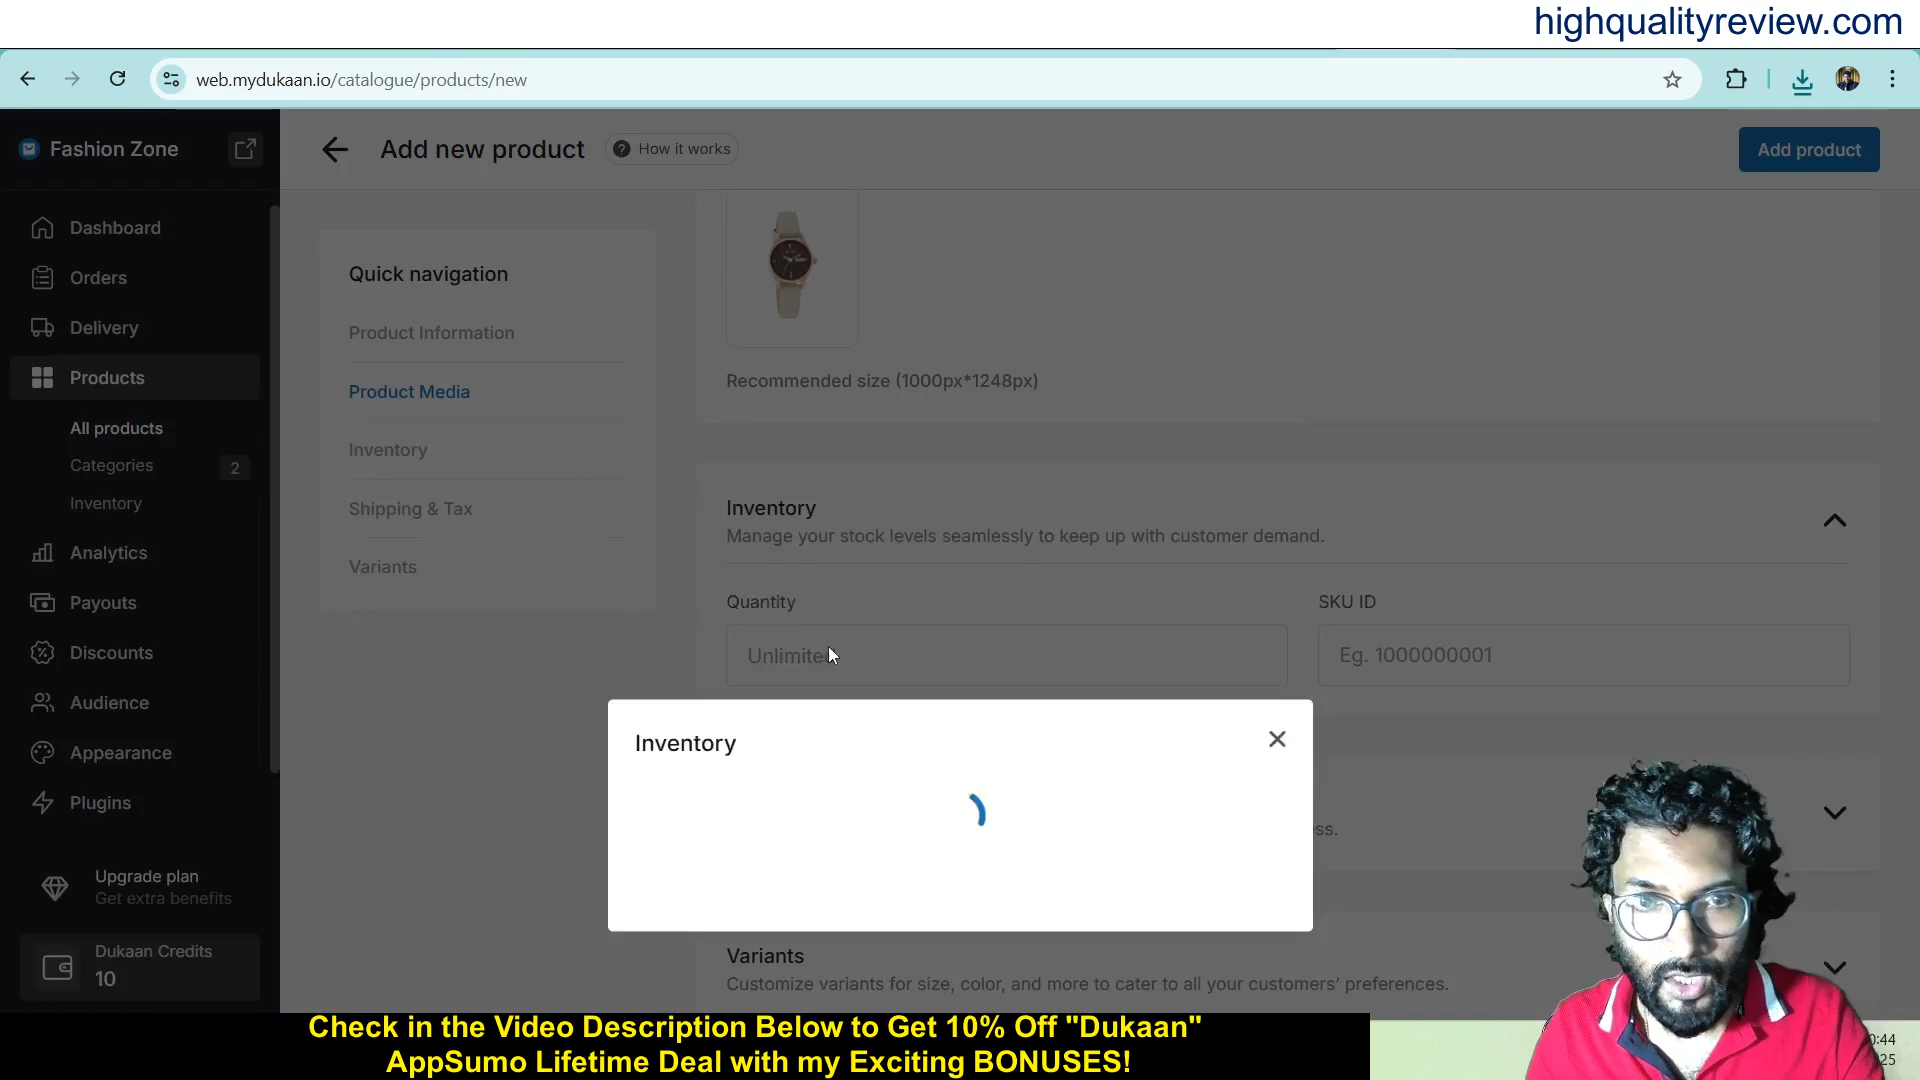 highqualityreview.com
web.mydukaan.io/catalogue/products/new
Fashion Zone
Add new product
How it works
Add product
Dashboard
Orders
Delivery
Products
All products
Categories
2
Inventory
Analytics
Payouts
Discounts
Audience
Appearance
Plugins
Upgrade plan
Get extra benefits
Dukaan Credits
10
Quick navigation
Product Information
Product Media
Inventory
Shipping & Tax
Variants
Recommended size (1000px*1248px)
Inventory
Manage your stock levels seamlessly to keep up with customer demand.
Quantity
SKU ID
Eg. 1000000001
Inventory
Variants
Customize variants for size, color, and more to cater to all your customers' preferences.
Check in the Video Description Below to Get 10% Off "Dukaan"
AppSumo Lifetime Deal with my Exciting BONUSES!